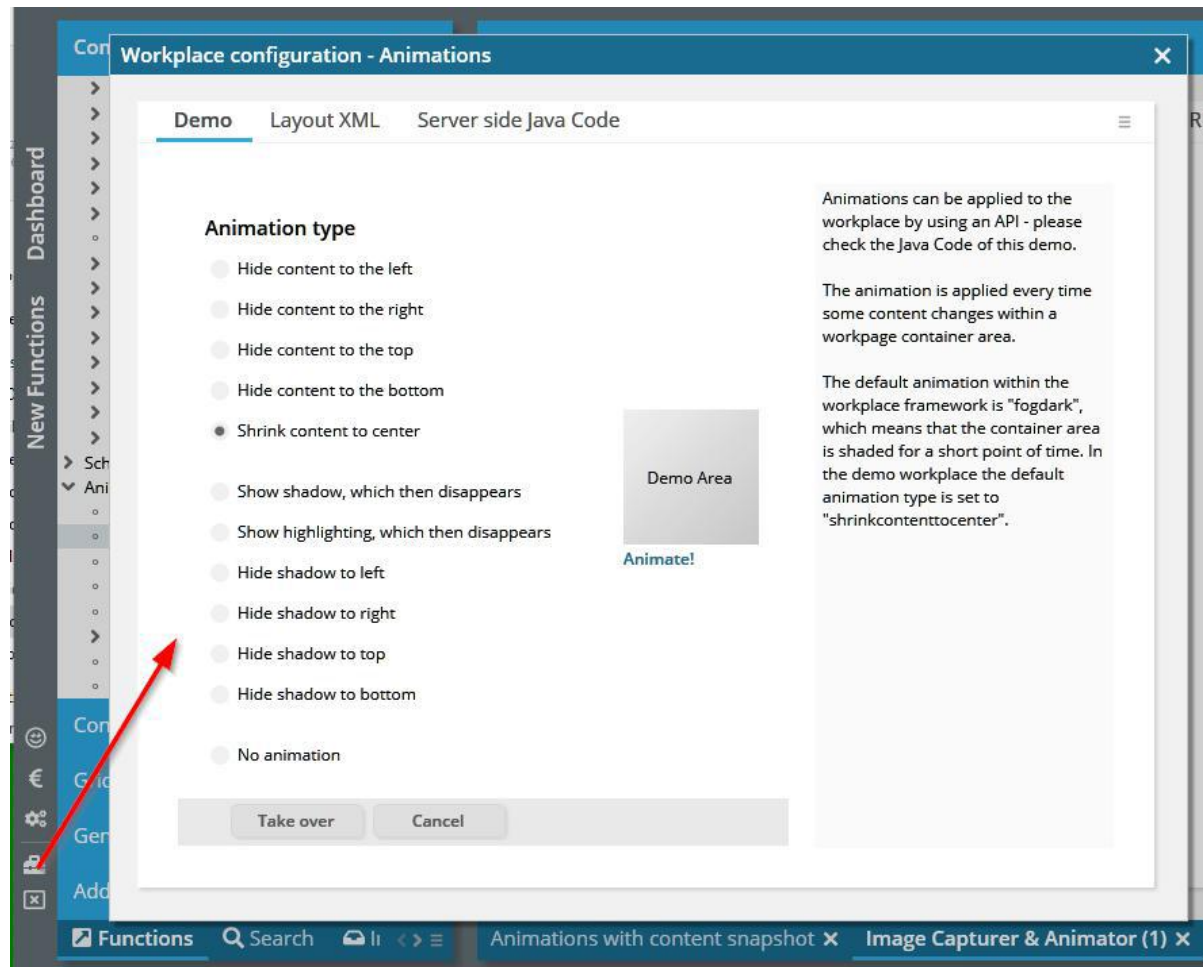 Con
Workplace configuration - Animations
Demo Layout XML Server side Java Code
R
Dashboard
New Functions
Animation type
Hide content to the left
Hide content to the right
Hide content to the top
Hide content to the bottom
Shrink content to center
Show shadow, which then disappears
Show highlighting, which then disappears
Hide shadow to left
Hide shadow to right
Hide shadow to top
Hide shadow to bottom
No animation
Take over Cancel
Demo Area
Animate!
Animations can be applied to the
workplace by using an API - please
check the Java Code of this demo.
The animation is applied every time
some content changes within a
workpage container area.
The default animation within the
workplace framework is "fogdark",
which means that the container area
is shaded for a short point of time. In
the demo workplace the default
animation type is set to
"shrinkcontenttocenter".
Sch
Ani
Con
€
Gen
Add
Functions Search
Animations with content snapshot Image Capturer & Animator (1)